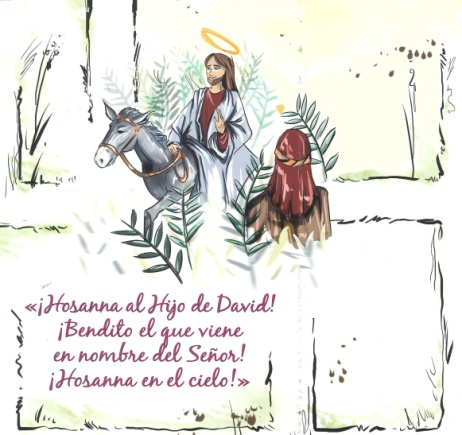 «¡Hosanna al Hijo de David!
¡Bendito el que viene
en nombre del Señor!
¡Hosanna en el cielo!»